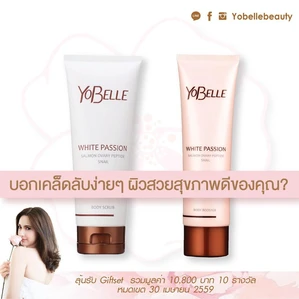 Yobellebeauty
YOBELLE
WHITE PASSION
BODY SCRUB
YOBELLE
WHITE PASSION
บอกเคล็ดลับง่ายๆ ผิวสวยสุขภาพดีของคุณ?
ลุ้นรับ Giftset รวมมูลค่า 10,800 บาท 10 รางวัล
หมดเขต 30 เมษายน 2559